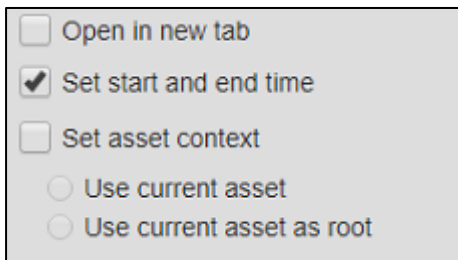 Open in new tab
Set start and end time
Set asset context
Use current asset
Use current asset as root